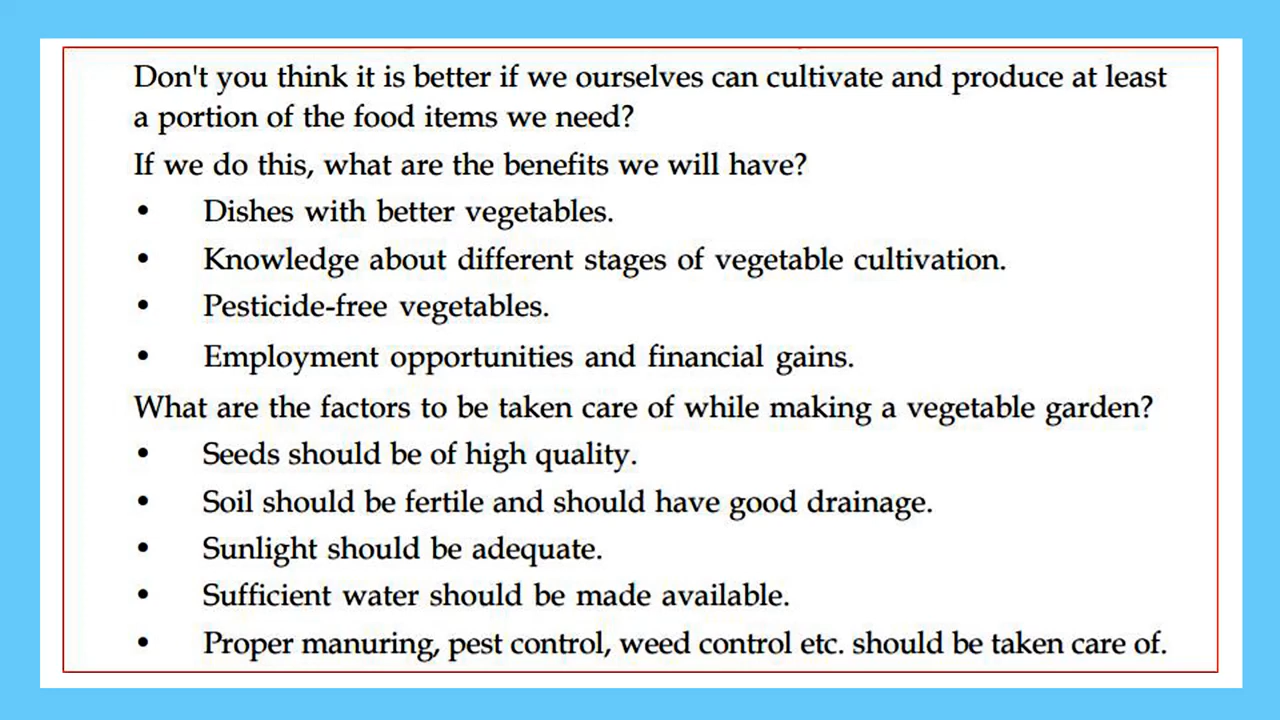 Don't you think it is better if we ourselves can cultivate and produce at least
a portion of the food items we need?
If we do this, what are the benefits we will have?
• Dishes with better vegetables.
• Knowledge about different stages of vegetable cultivation.
• Pesticide-free vegetables.
• Employment opportunities and financial gains.
What are the factors to be taken care of while making a vegetable garden?
• Seeds should be of high quality.
• Soil should be fertile and should have good drainage.
• Sunlight should be adequate.
• Sufficient water should be made available.
• Proper manuring, pest control, weed control etc. should be taken care of.